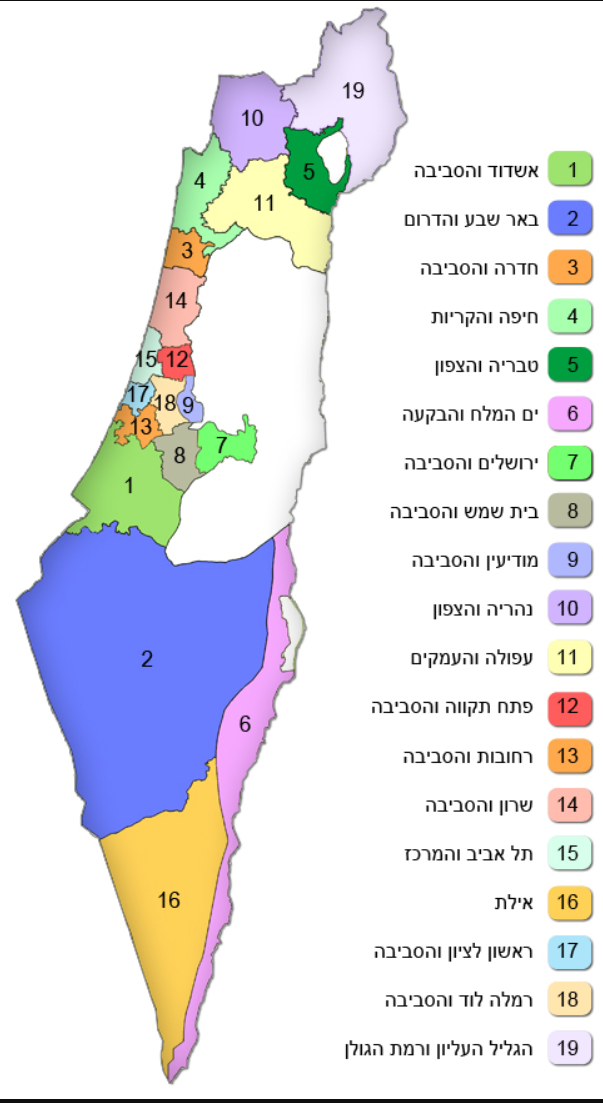 19
10
5
4
11
3
14
15
12
17
18
9
13
8
7
1
2
6
16
1 אשדוד והסביבה
2 באר שבע והדרום
3 חדרה והסביבה
4 חיפה והקריות
5 טבריה והצפון
6 ים המלח והבקעה
7 ירושלים והסביבה
8 בית שמש והסביבה
9 מודיעין והסביבה
10 נהריה והצפון
11 עפולה והעמקים
12 פתח תקווה והסביבה
13 רחובות והסביבה
14 שרון והסביבה
15 תל אביב והמרכז
16 אילת
17 ראשון לציון והסביבה
18 רמלה לוד והסביבה
19 הגליל העליון ורמת הגולן